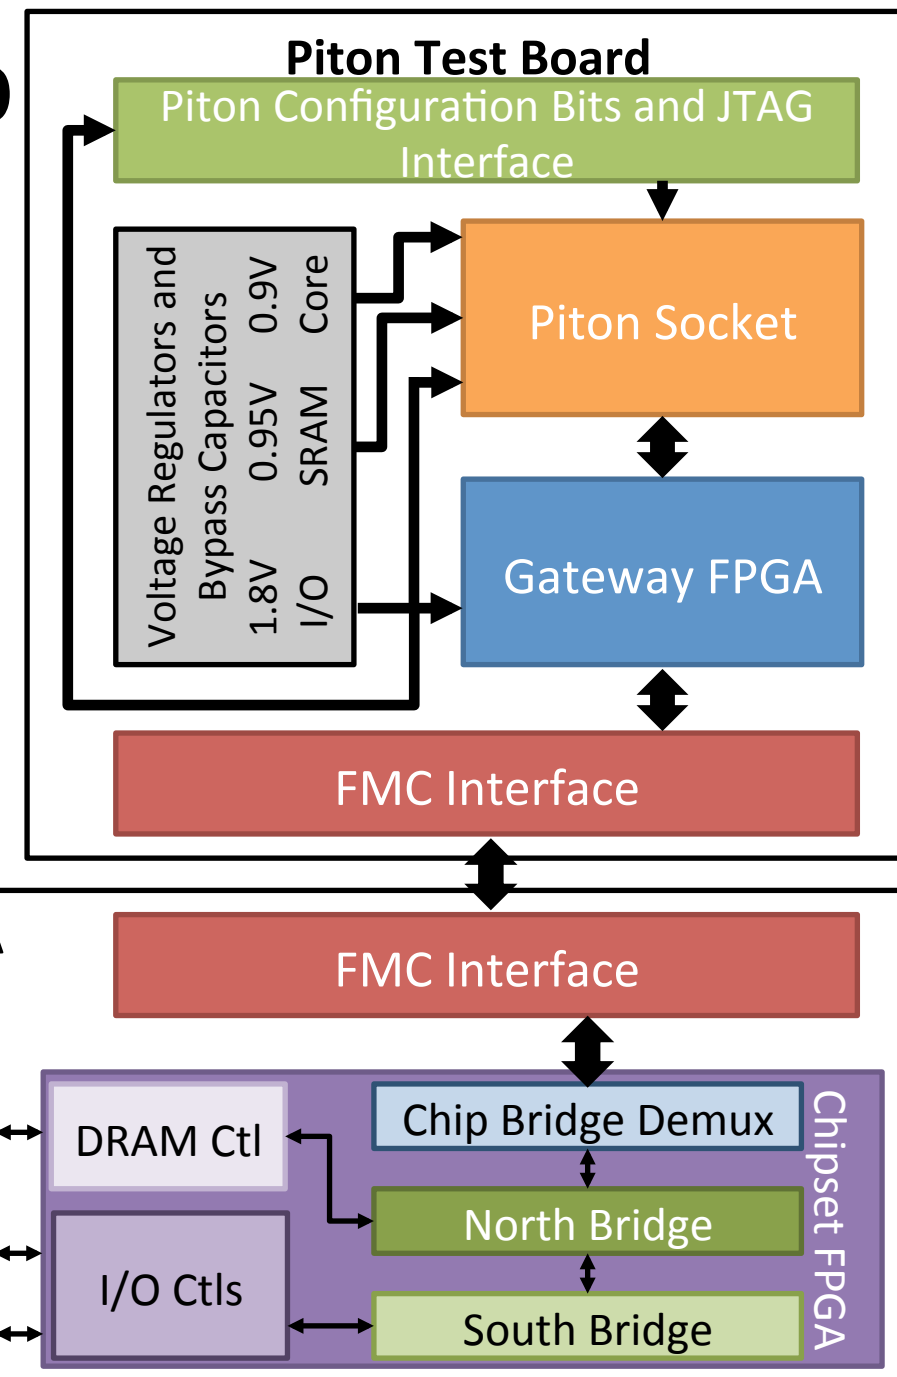 Piton Test Board
Piton Configuration Bits and JTAG
Interface
Voltage Regulators and
Bypass Capacitors
1.8V 0.95V 0.9V
I/O SRAM Core
Piton Socket
Gateway FPGA
FMC Interface
FMC Interface
Chipset FPGA
Chip Bridge Demux
DRAM Ctl
North Bridge
I/O Ctls
South Bridge